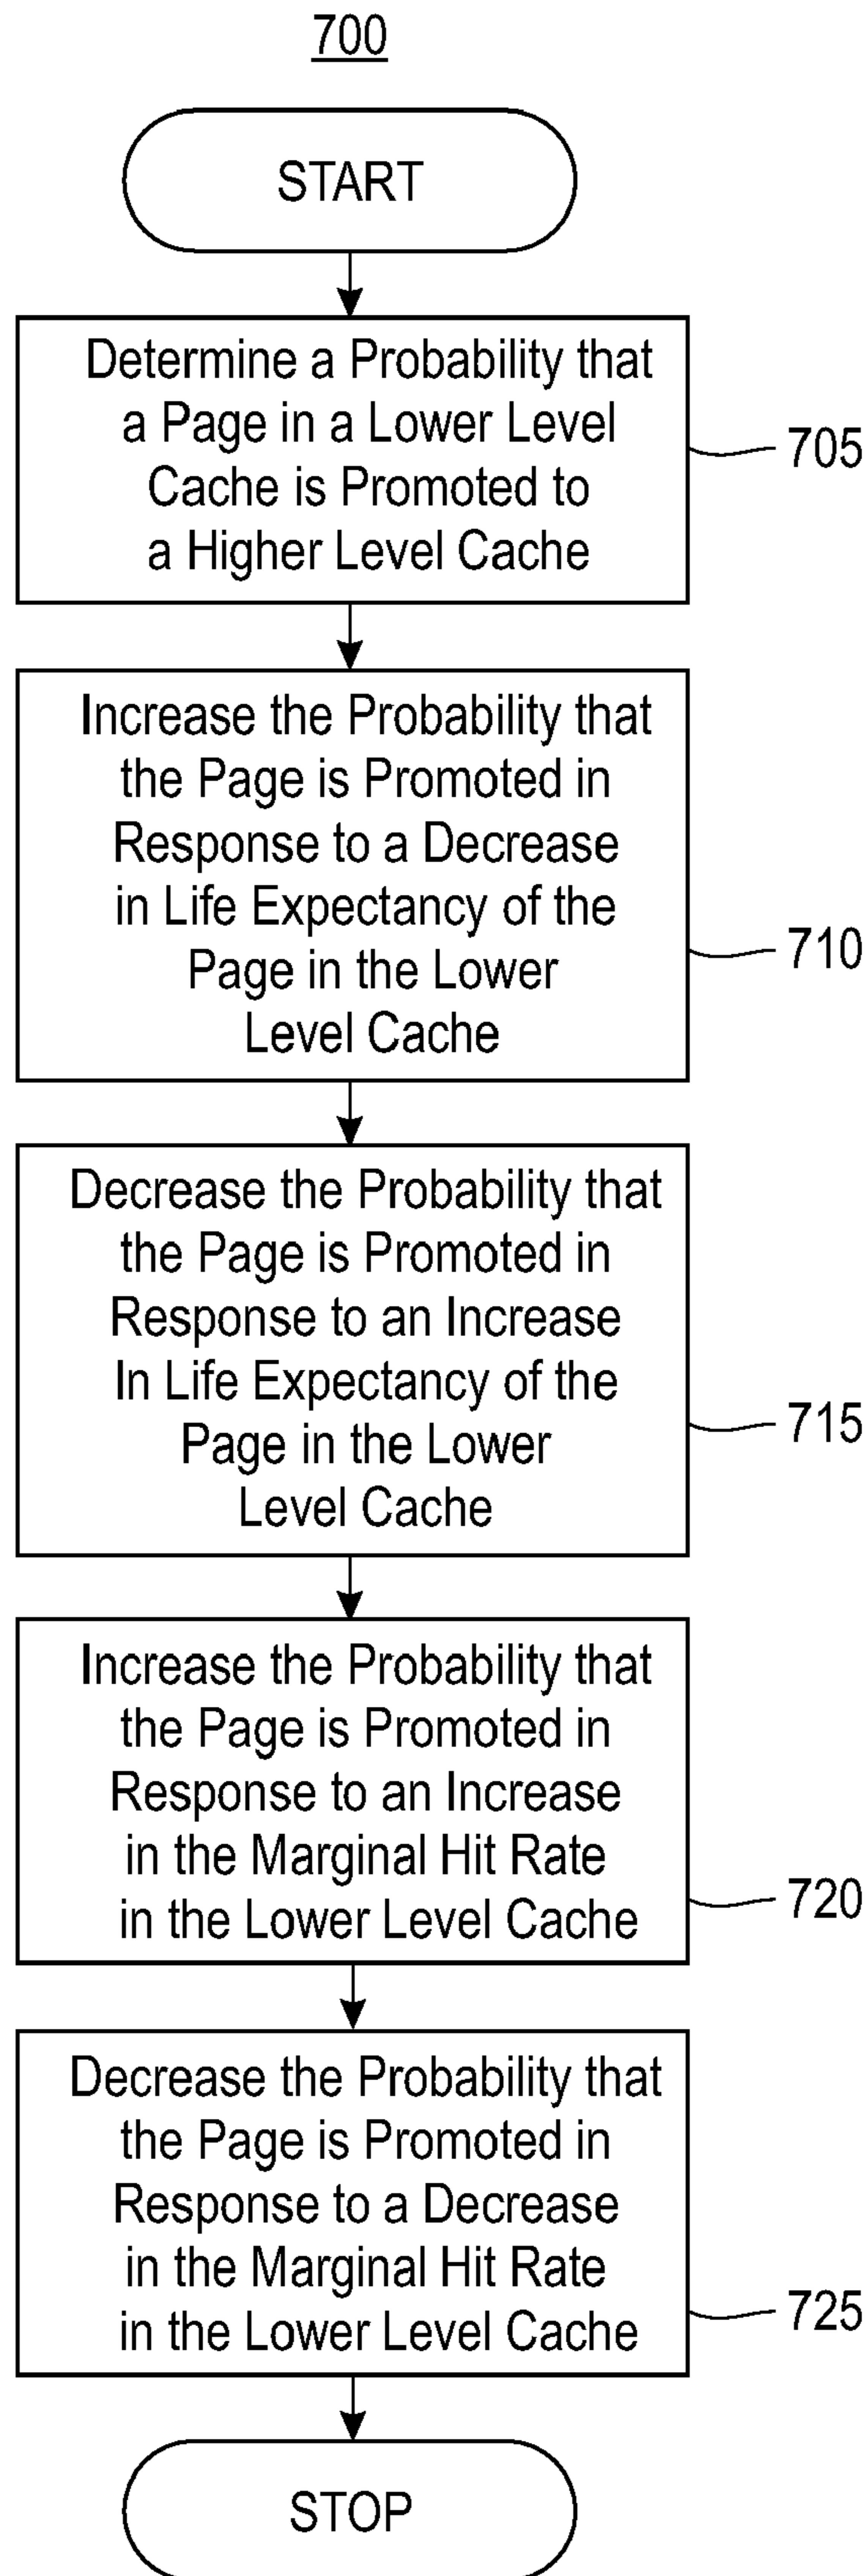 700
START
Determine a Probability that
a Page in a Lower Level
Cache is Promoted to
a Higher Level Cache
705
Increase the Probability that
the Page is Promoted in
Response to a Decrease
in Life Expectancy of the
Page in the Lower
Level Cache
710
Decrease the Probability that
the Page is Promoted in
Response to an Increase
In Life Expectancy of the
Page in the Lower
Level Cache
715
Increase the Probability that
the Page is Promoted in
Response to an Increase
in the Marginal Hit Rate
in the Lower Level Cache
720
Decrease the Probability that
the Page is Promoted in
Response to a Decrease
in the Marginal Hit Rate
in the Lower Level Cache
725
STOP